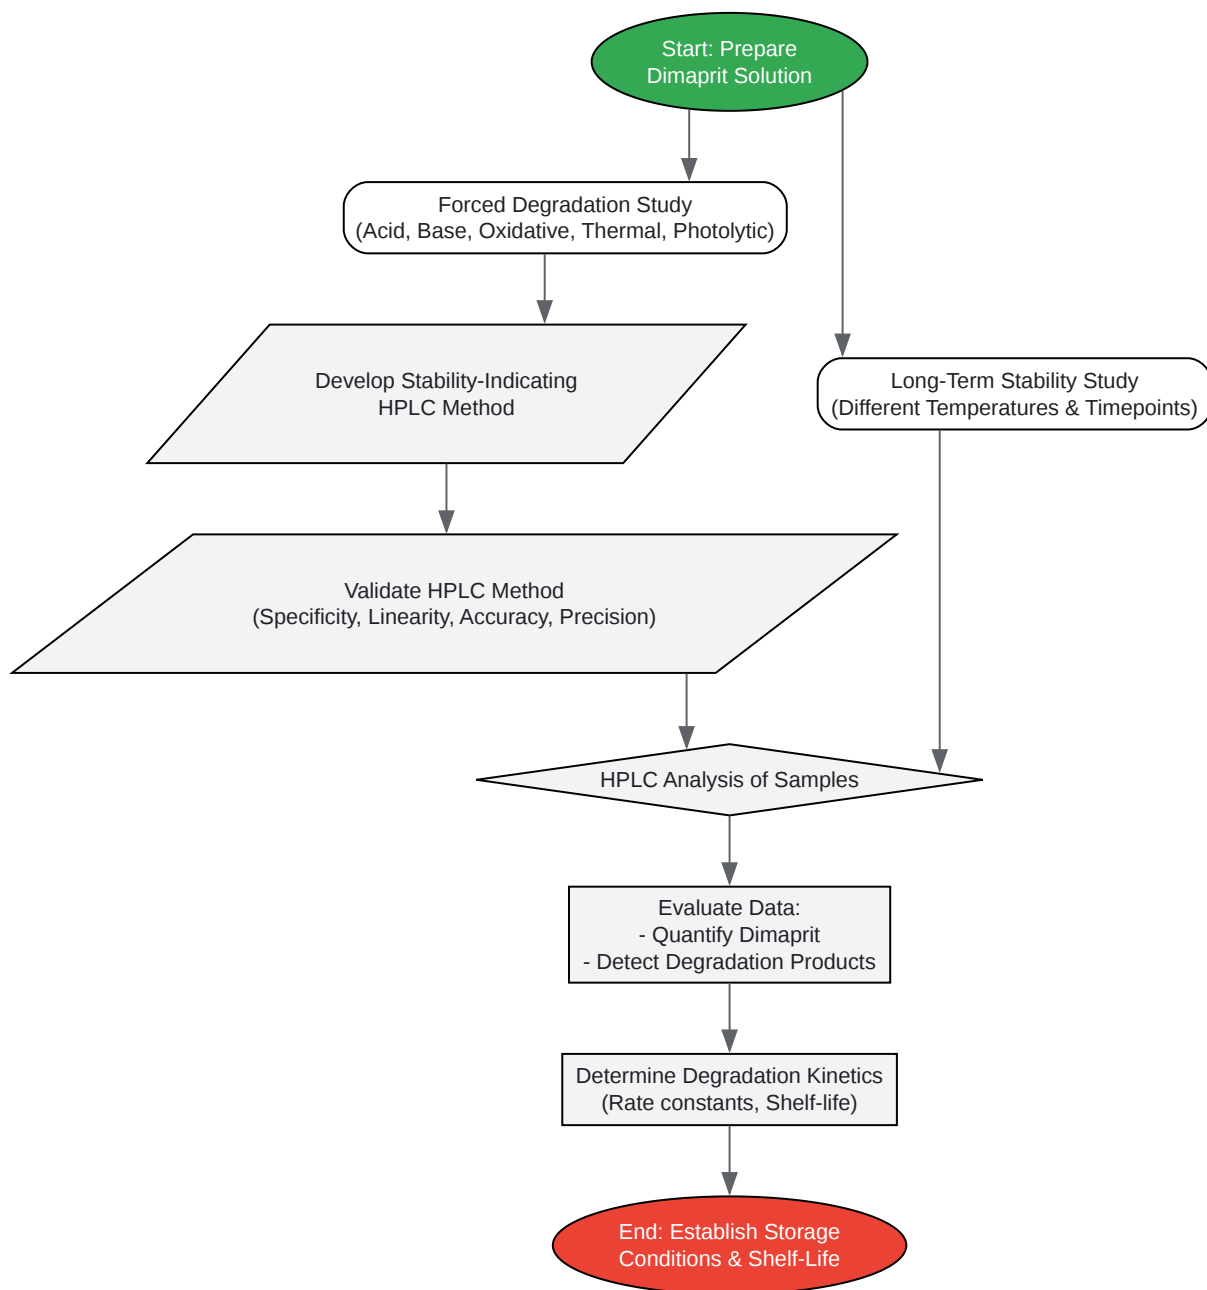 Start: Prepare
Dimaprit Solution
Forced Degradation Study
(Acid, Base, Oxidative, Thermal, Photolytic)
Develop Stability-Indicating
HPLC Method
Long-Term Stability Study
(Different Temperatures & Timepoints)
Validate HPLC Method
(Specificity, Linearity, Accuracy, Precision)
HPLC Analysis of Samples
Evaluate Data:
- Quantify Dimaprit
- Detect Degradation Products
Determine Degradation Kinetics
(Rate constants, Shelf-life)
End: Establish Storage
Conditions & Shelf-Life